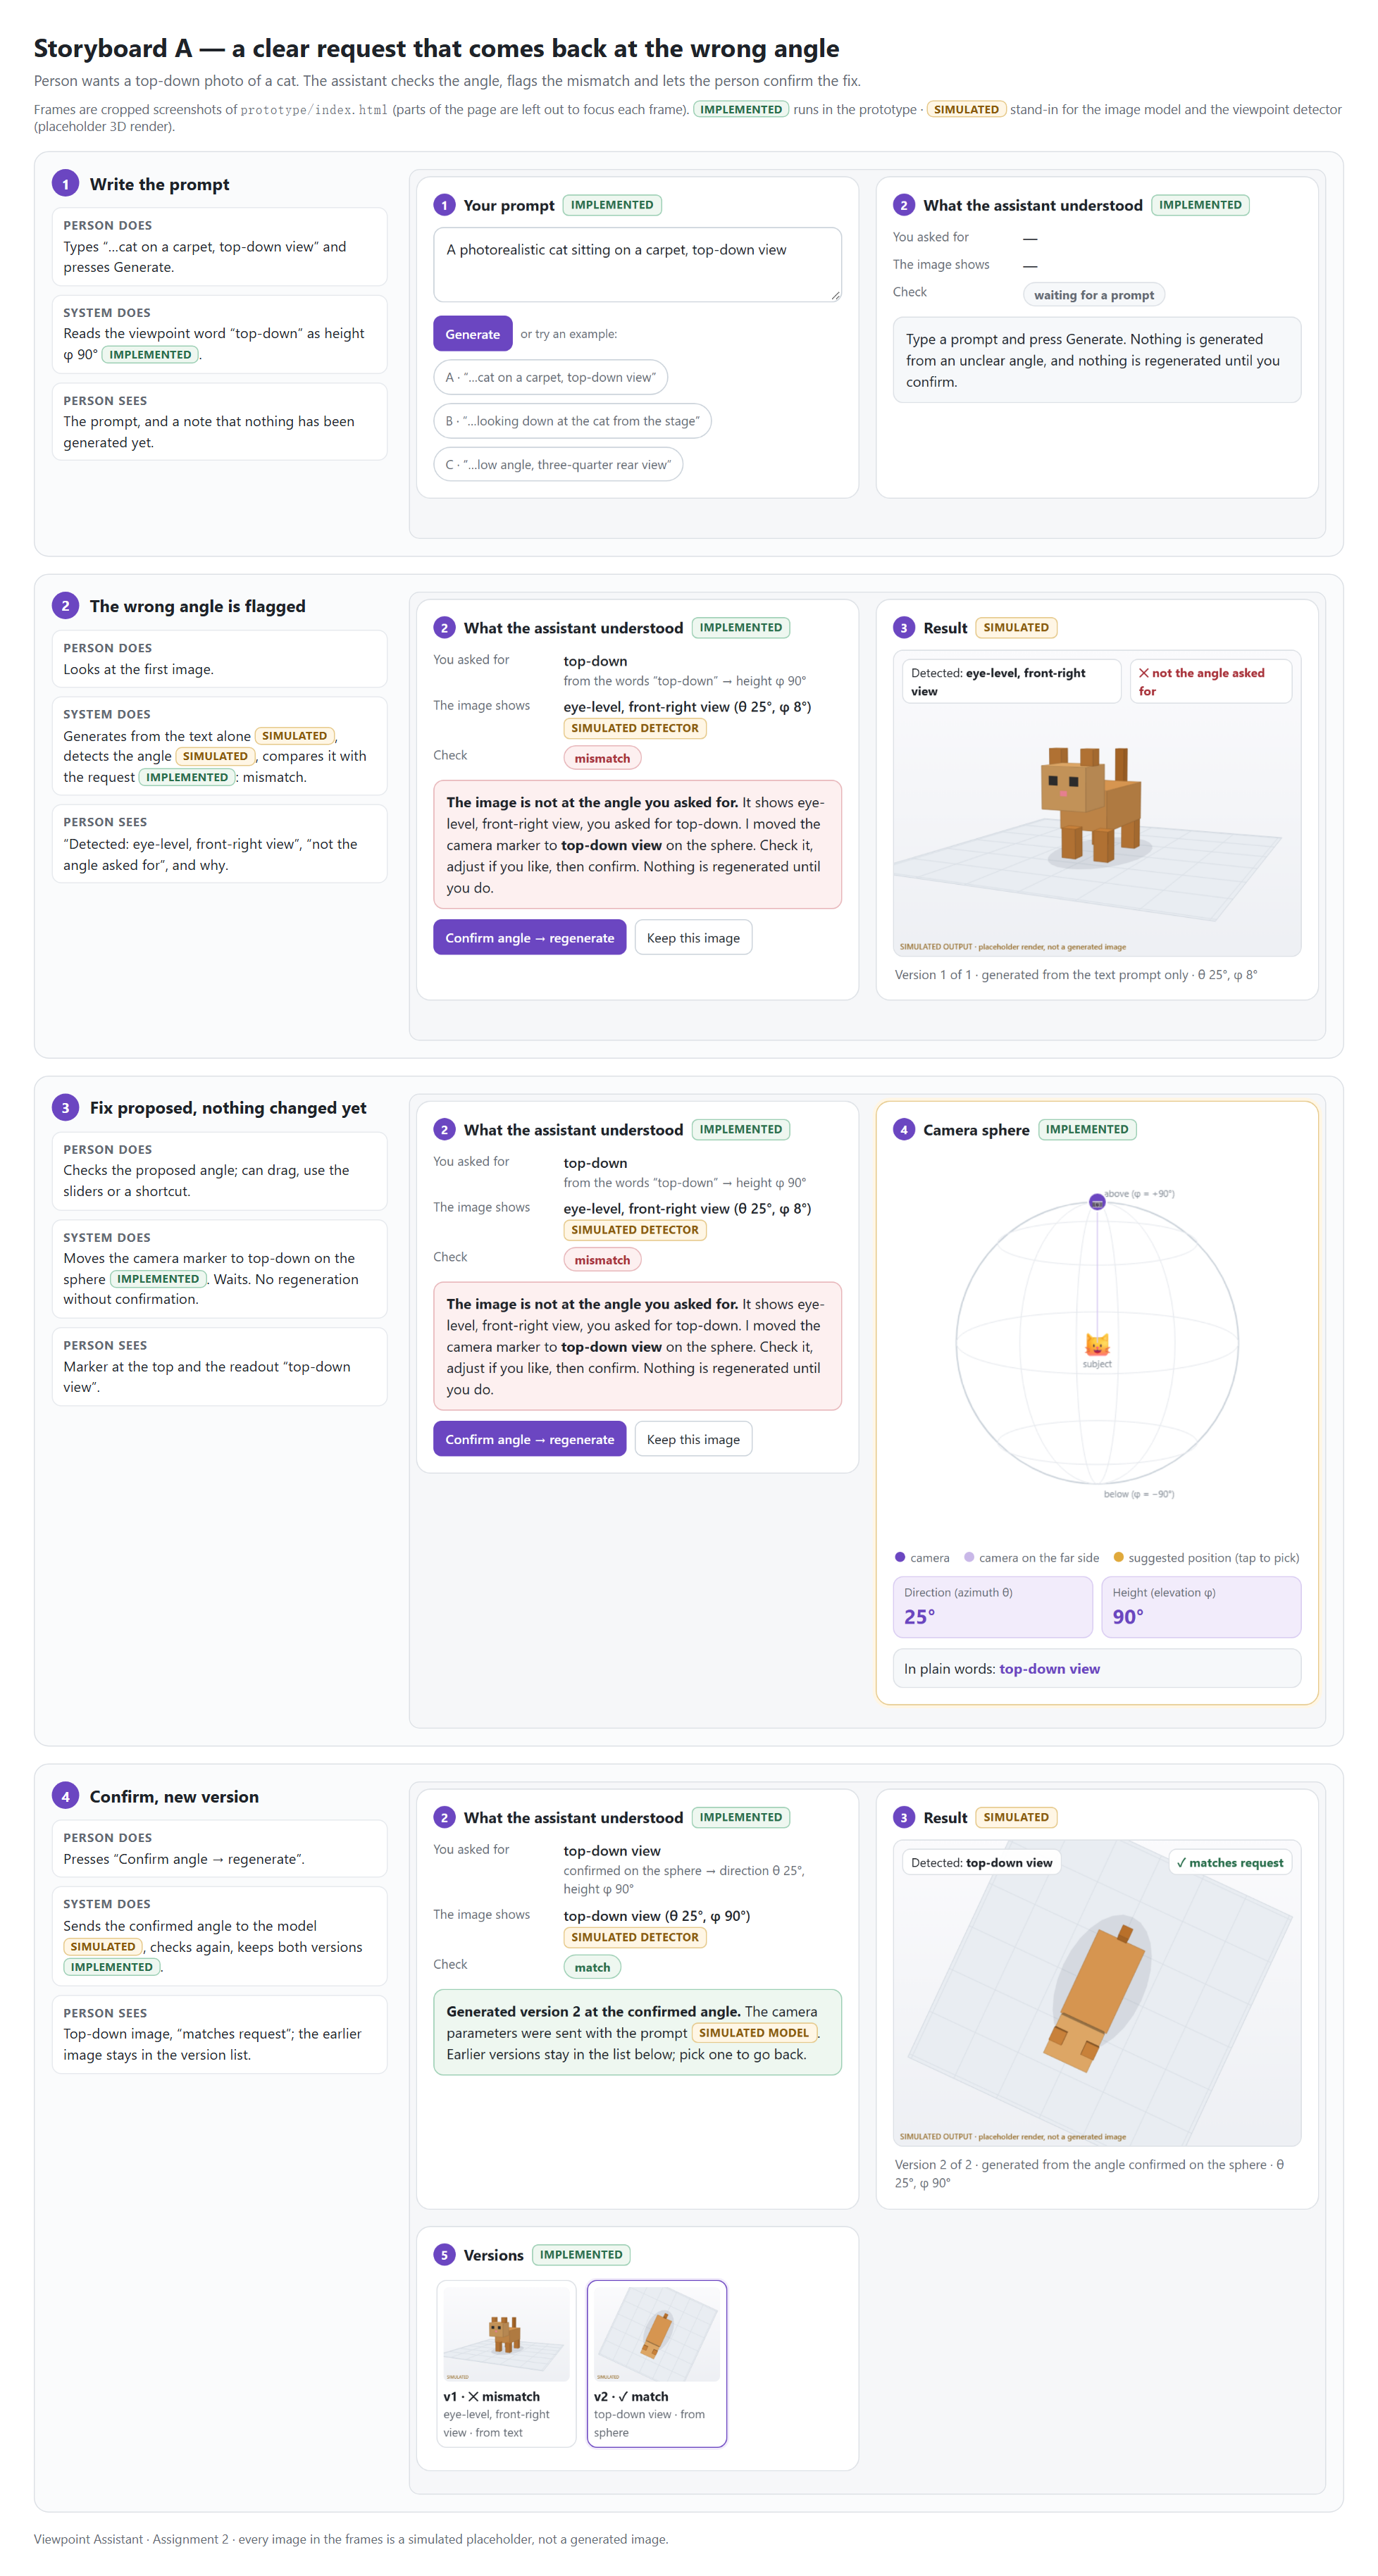 Storyboard A — a clear request that comes back at the wrong angle
Person wants a top-down photo of a cat. The assistant checks the angle, flags the mismatch and lets the person confirm the fix.
Frames are cropped screenshots of prototype/index.html (parts of the page are left out to focus each frame). IMPLEMENTED runs in the prototype · SIMULATED stand-in for the image model and the viewpoint detector
(placeholder 3D render).
1 Write the prompt
PERSON DOES
Types “…cat on a carpet, top-down view” and
presses Generate.
SYSTEM DOES
Reads the viewpoint word “top-down” as height
φ 90° IMPLEMENTED.
PERSON SEES
The prompt, and a note that nothing has been
generated yet.
1 Your prompt IMPLEMENTED
A photorealistic cat sitting on a carpet, top-down view
Generate or try an example:
A · “…cat on a carpet, top-down view”
B · “…looking down at the cat from the stage”
C · “…low angle, three-quarter rear view”
2 What the assistant understood IMPLEMENTED
You asked for —
The image shows —
Check waiting for a prompt
Type a prompt and press Generate. Nothing is generated
from an unclear angle, and nothing is regenerated until you
confirm.
2 The wrong angle is flagged
PERSON DOES
Looks at the first image.
SYSTEM DOES
Generates from the text alone SIMULATED,
detects the angle SIMULATED, compares it with
the request IMPLEMENTED: mismatch.
PERSON SEES
“Detected: eye-level, front-right view”, “not the
angle asked for”, and why.
2 What the assistant understood IMPLEMENTED
You asked for top-down
from the words “top-down” → height φ 90°
The image shows eye-level, front-right view (θ 25°, φ 8°)
SIMULATED DETECTOR
Check mismatch
The image is not at the angle you asked for. It shows eye-
level, front-right view, you asked for top-down. I moved the
camera marker to top-down view on the sphere. Check it,
adjust if you like, then confirm. Nothing is regenerated until
you do.
Confirm angle → regenerate Keep this image
3 Result SIMULATED
Detected: eye-level, front-right
view
✕ not the angle asked
for
SIMULATED OUTPUT · placeholder render, not a generated image
Version 1 of 1 · generated from the text prompt only · θ 25°, φ 8°
3 Fix proposed, nothing changed yet
PERSON DOES
Checks the proposed angle; can drag, use the
sliders or a shortcut.
SYSTEM DOES
Moves the camera marker to top-down on the
sphere IMPLEMENTED. Waits. No regeneration
without confirmation.
PERSON SEES
Marker at the top and the readout “top-down
view”.
2 What the assistant understood IMPLEMENTED
You asked for top-down
from the words “top-down” → height φ 90°
The image shows eye-level, front-right view (θ 25°, φ 8°)
SIMULATED DETECTOR
Check mismatch
The image is not at the angle you asked for. It shows eye-
level, front-right view, you asked for top-down. I moved the
camera marker to top-down view on the sphere. Check it,
adjust if you like, then confirm. Nothing is regenerated until
you do.
Confirm angle → regenerate Keep this image
4 Camera sphere IMPLEMENTED
above (φ = +90°)
subject
below (φ = −90°)
camera camera on the far side suggested position (tap to pick)
Direction (azimuth θ)
25°
Height (elevation φ)
90°
In plain words: top-down view
4 Confirm, new version
PERSON DOES
Presses “Confirm angle → regenerate”.
SYSTEM DOES
Sends the confirmed angle to the model
SIMULATED, checks again, keeps both versions
IMPLEMENTED.
PERSON SEES
Top-down image, “matches request”; the earlier
image stays in the version list.
2 What the assistant understood IMPLEMENTED
You asked for top-down view
confirmed on the sphere → direction θ 25°,
height φ 90°
The image shows top-down view (θ 25°, φ 90°)
SIMULATED DETECTOR
Check match
Generated version 2 at the confirmed angle. The camera
parameters were sent with the prompt SIMULATED MODEL.
Earlier versions stay in the list below; pick one to go back.
3 Result SIMULATED
Detected: top-down view
✓ matches request
SIMULATED OUTPUT · placeholder render, not a generated image
Version 2 of 2 · generated from the angle confirmed on the sphere · θ
25°, φ 90°
5 Versions IMPLEMENTED
SIMULATED
v1 · ✕ mismatch
eye-level, front-right
view · from text
SIMULATED
v2 · ✓ match
top-down view · from
sphere
Viewpoint Assistant · Assignment 2 · every image in the frames is a simulated placeholder, not a generated image.